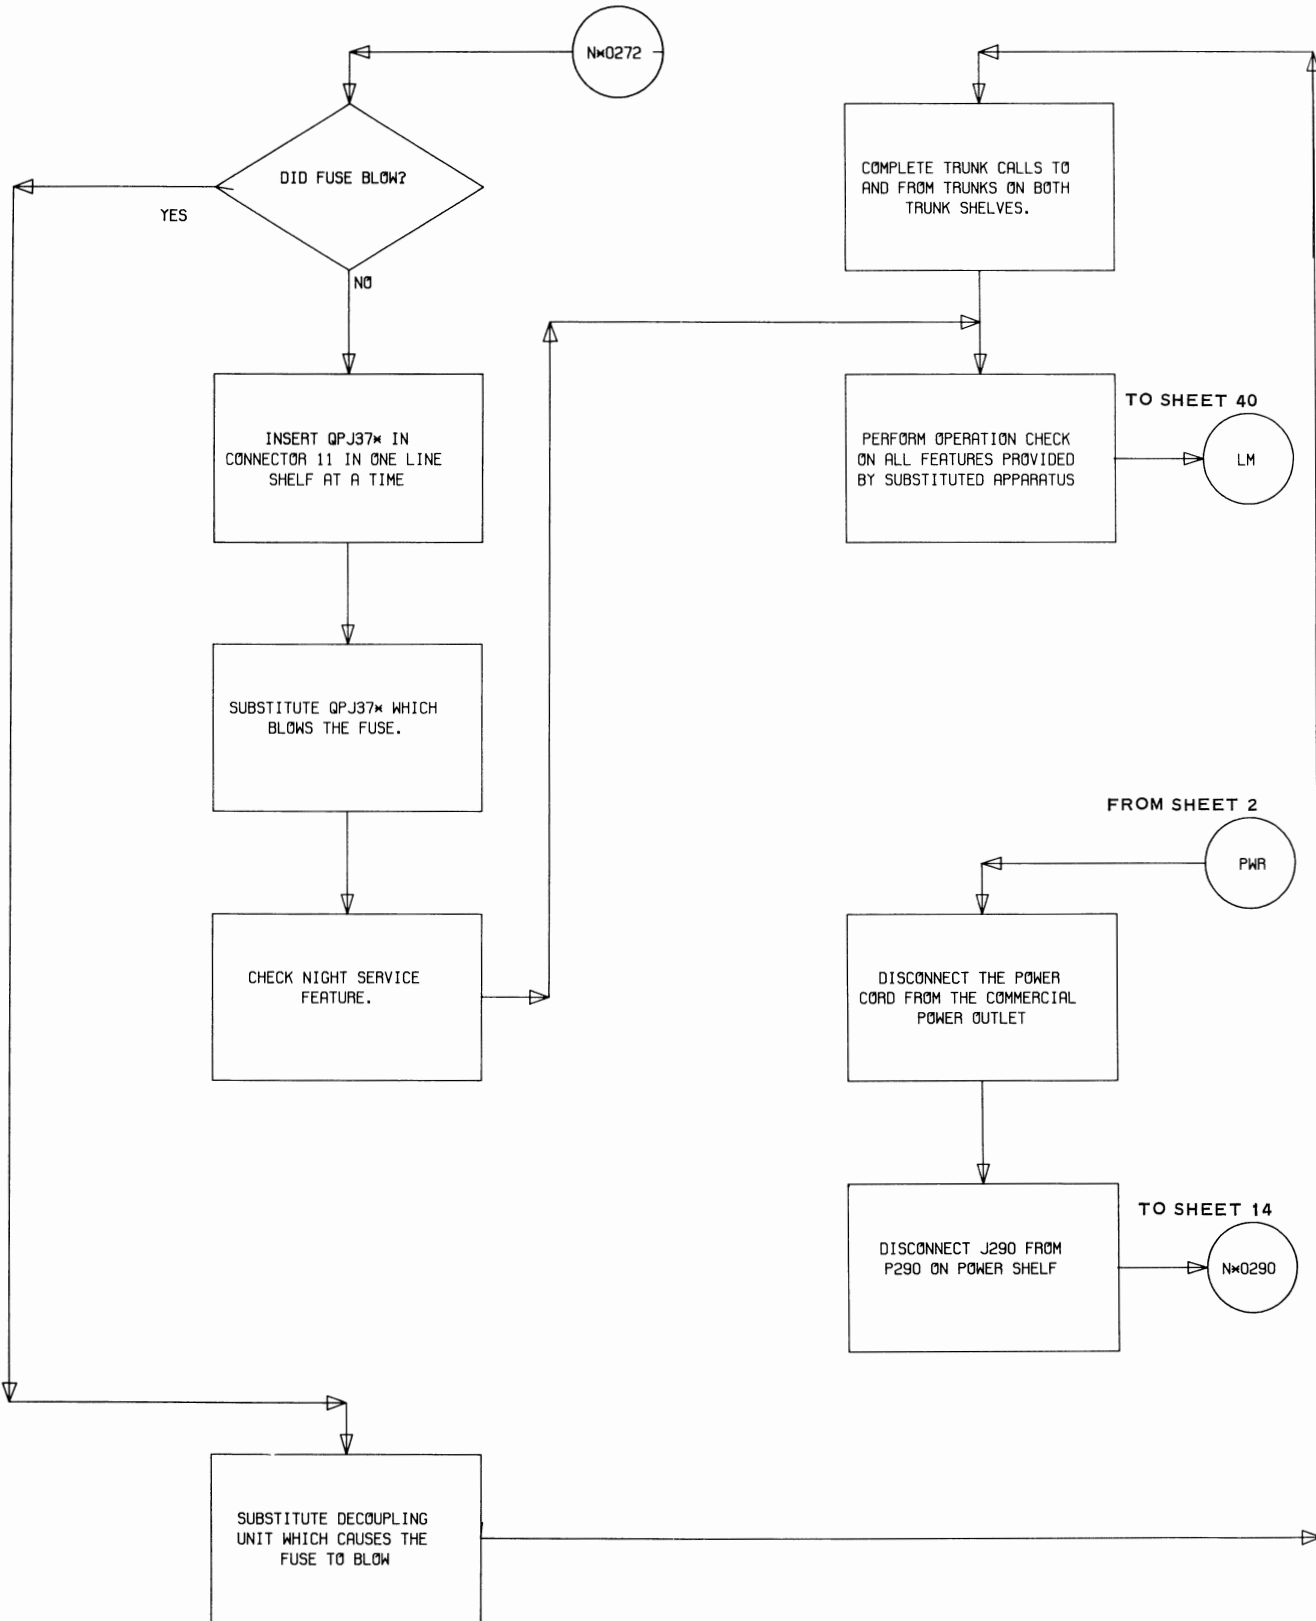 N*0272
DID FUSE BLOW?
YES
NO
INSERT QPJ37* IN
CONNECTOR 11 IN ONE LINE
SHELF AT A TIME
SUBSTITUTE QPJ37* WHICH
BLOWS THE FUSE.
CHECK NIGHT SERVICE
FEATURE.
SUBSTITUTE DECOUPLING
UNIT WHICH CAUSES THE
FUSE TO BLOW
COMPLETE TRUNK CALLS TO
AND FROM TRUNKS ON BOTH
TRUNK SHELVES.
PERFORM OPERATION CHECK
ON ALL FEATURES PROVIDED
BY SUBSTITUTED APPARATUS
TO SHEET 40
LM
FROM SHEET 2
PWR
DISCONNECT THE POWER
CORD FROM THE COMMERCIAL
POWER OUTLET
DISCONNECT J290 FROM
P290 ON POWER SHELF
TO SHEET 14
N*0290